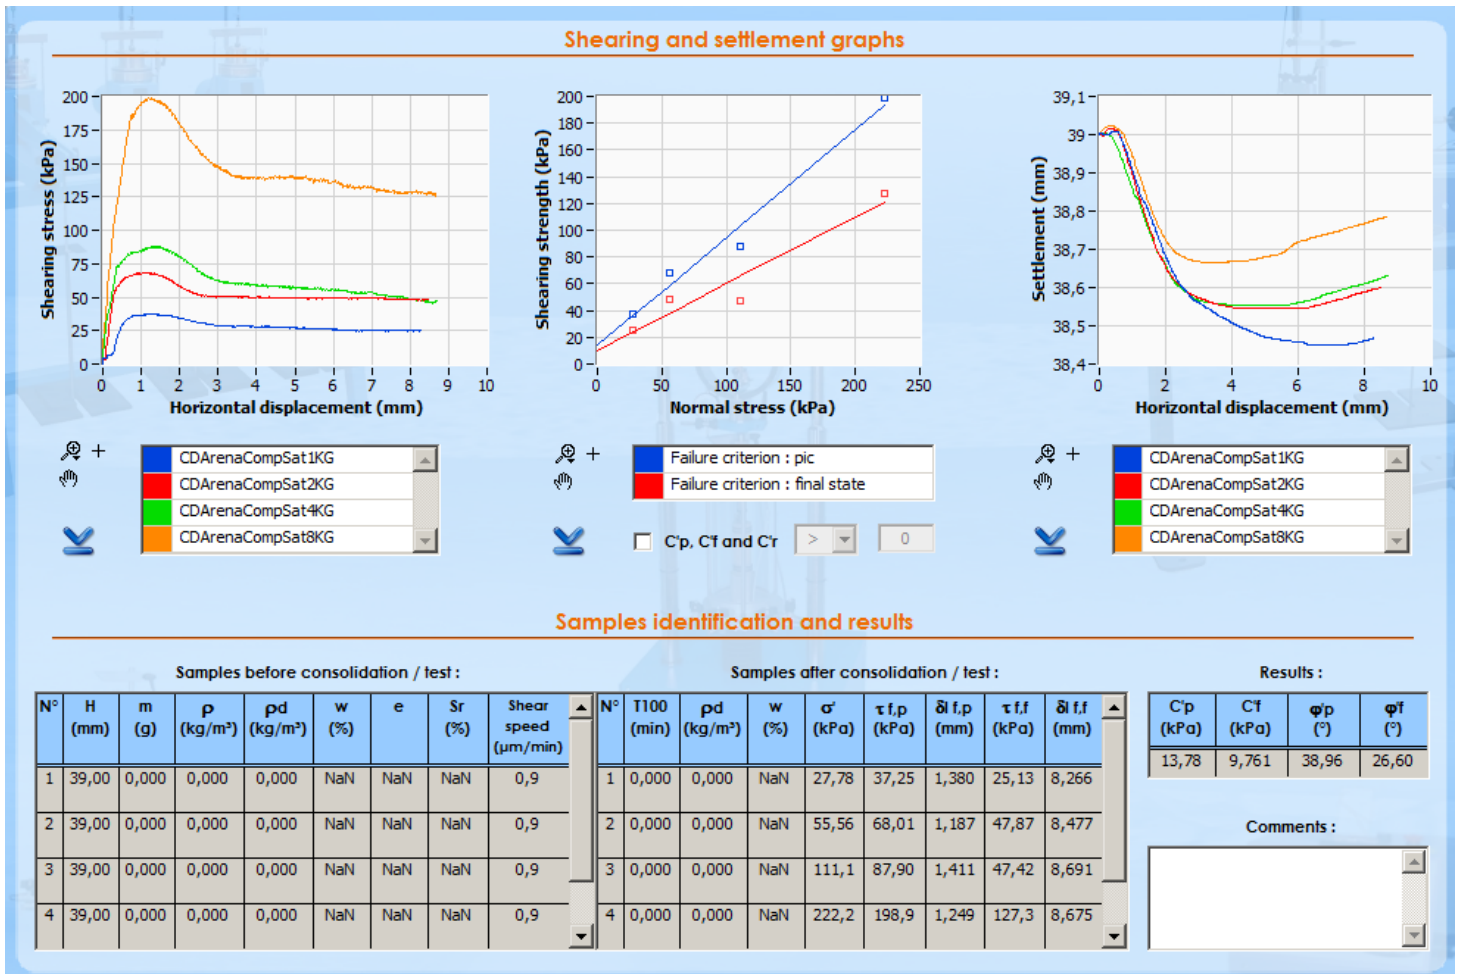 Shearing and settlement graphs
Shearing stress (kPa)
200
175
150
125
100
75
50
25
0
0 1 2 3 4 5 6 7 8 9 10
Horizontal displacement (mm)
Shearing strength (kPa)
200
180
160
140
120
100
80
60
40
20
0
0 50 100 150 200 250
Normal stress (kPa)
Settlement (mm)
39,1
39
38,9
38,8
38,7
38,6
38,5
38,4
0 2 4 6 8 10
Horizontal displacement (mm)
CDArenaCompSat1KG
CDArenaCompSat2KG
CDArenaCompSat4KG
CDArenaCompSat8KG
Failure criterion : pic
Failure criterion : final state
C'p, C'f and C'r > 0
CDArenaCompSat1KG
CDArenaCompSat2KG
CDArenaCompSat4KG
CDArenaCompSat8KG
Samples identification and results
Samples before consolidation / test :
N° H (mm) m (g) ρ (kg/m³) ρd (kg/m³) w (%) e Sr (%) Shear speed (µm/min)
1 39,00 0,000 0,000 0,000 NaN NaN NaN 0,9
2 39,00 0,000 0,000 0,000 NaN NaN NaN 0,9
3 39,00 0,000 0,000 0,000 NaN NaN NaN 0,9
4 39,00 0,000 0,000 0,000 NaN NaN NaN 0,9
Samples after consolidation / test :
N° T100 (min) ρd (kg/m³) w (%) σ' (kPa) τ f,p (kPa) δl f,p (mm) τ f,f (kPa) δl f,f (mm)
1 0,000 0,000 NaN 27,78 37,25 1,380 25,13 8,266
2 0,000 0,000 NaN 55,56 68,01 1,187 47,87 8,477
3 0,000 0,000 NaN 111,1 87,90 1,411 47,42 8,691
4 0,000 0,000 NaN 222,2 198,9 1,249 127,3 8,675
Results :
C'p (kPa) C'f (kPa) φ'p (°) φ'f (°)
13,78 9,761 38,96 26,60
Comments :